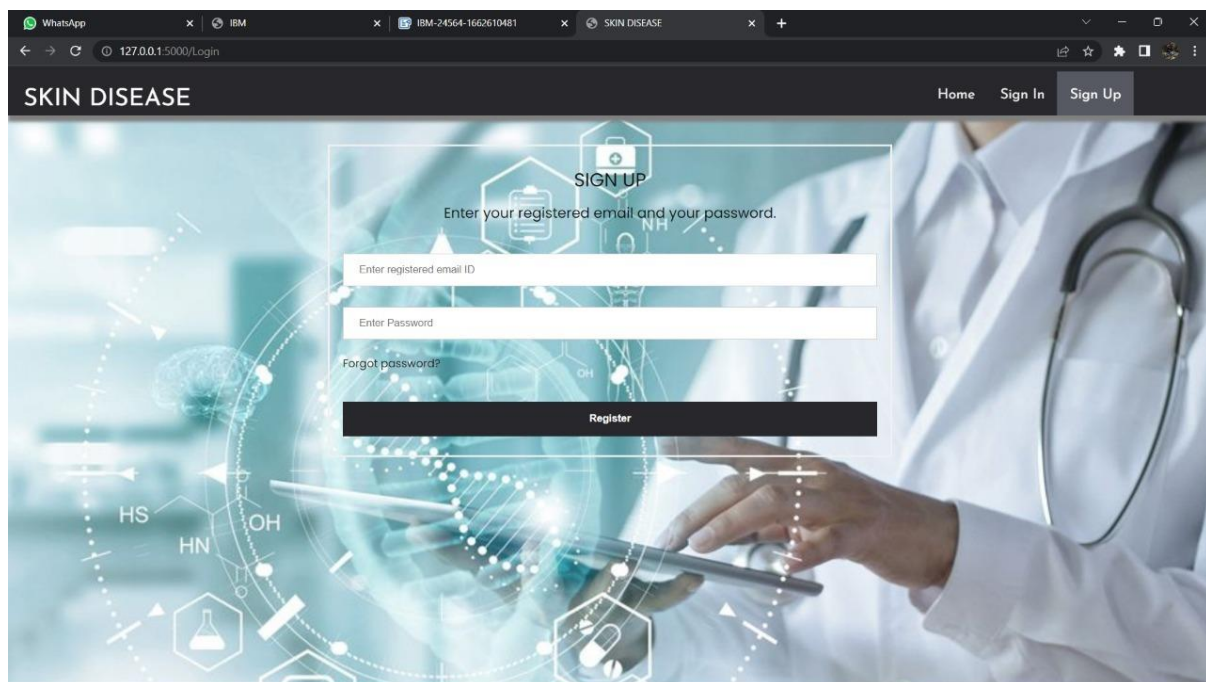 WhatsApp IBM IBM-24564-1662610481 SKIN DISEASE
127.0.0.1:5000/Login
SKIN DISEASE Home Sign In Sign Up
SIGN UP
Enter your registered email and your password.
NH
Enter registered email ID
Enter Password
Forgot password?
OH
Register
HS
OH
HN